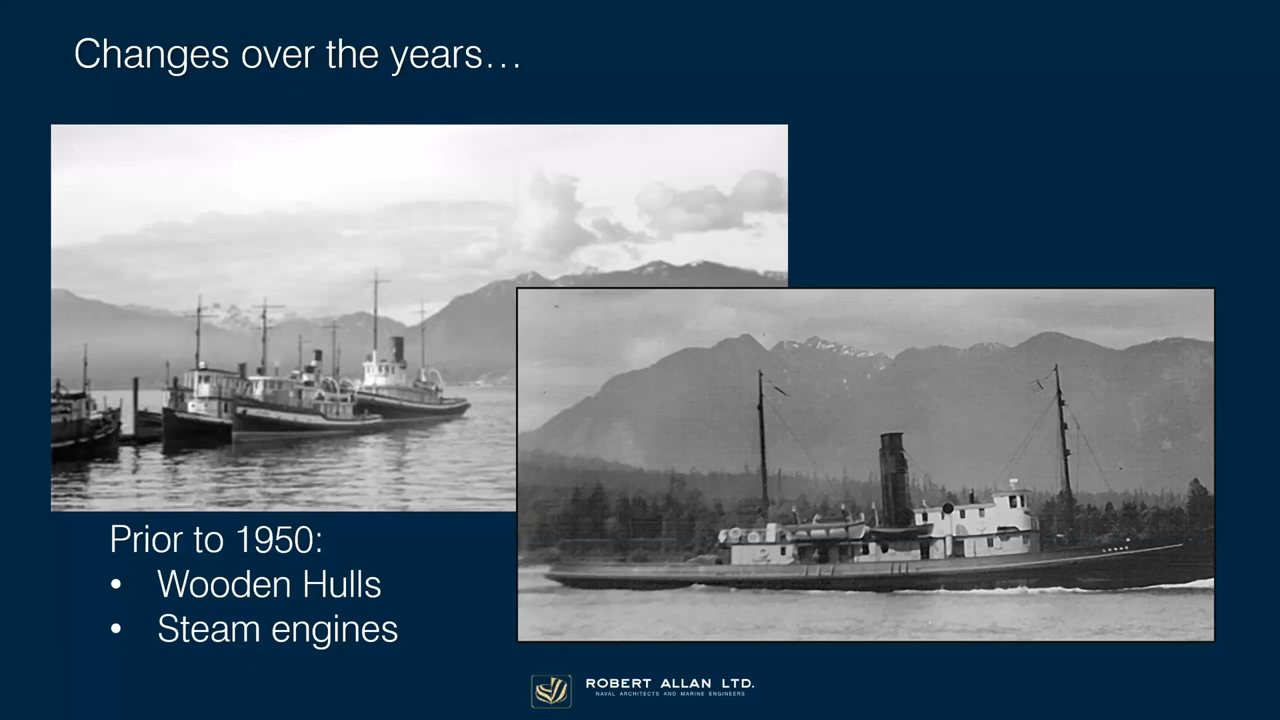 Changes over the years…
Prior to 1950:
• Wooden Hulls
• Steam engines
ROBERT ALLAN LTD.
NAVAL ARCHITECTS AND MARINE ENGINEERS